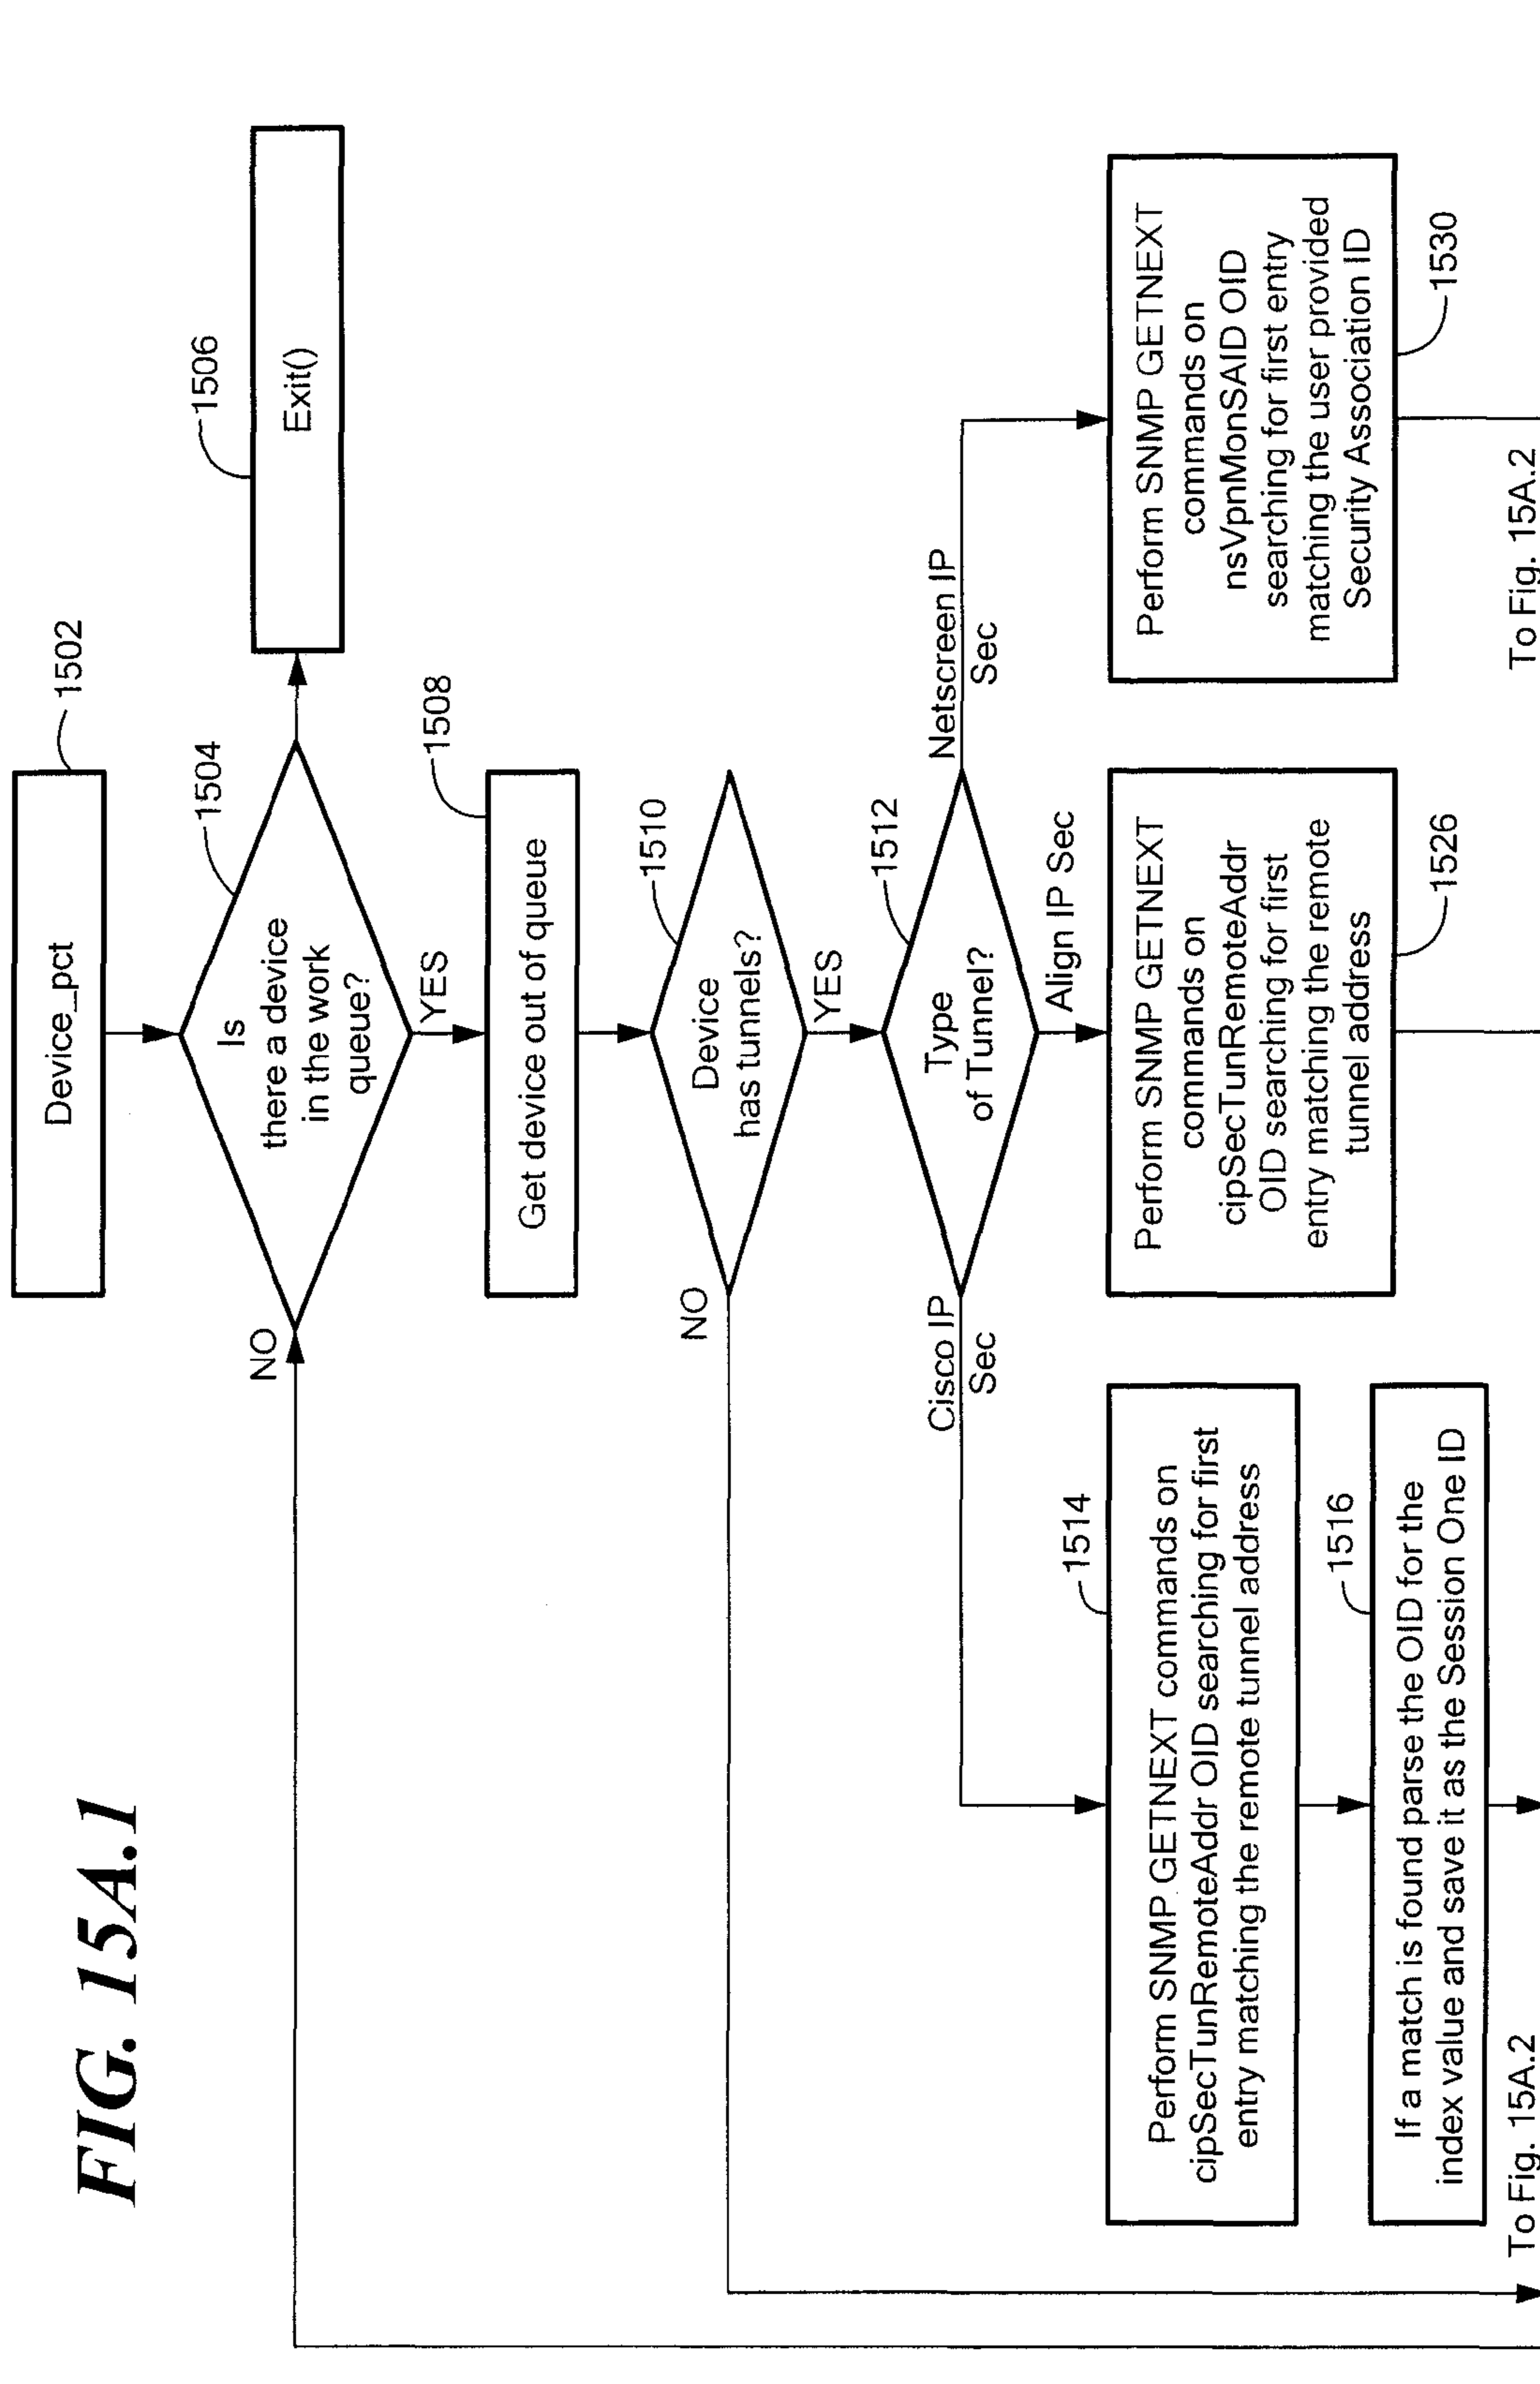 FIG. 15A.1
Device_pct
1502
Is
there a device
in the work
queue?
1504
NO
YES
Exit()
1506
Get device out of queue
1508
Device
has tunnels?
1510
NO
YES
Type
of Tunnel?
1512
Cisco IP
Sec
Align IP Sec
Netscreen IP
Sec
Perform SNMP GETNEXT commands on
cipSecTunRemoteAddr OID searching for first
entry matching the remote tunnel address
1514
If a match is found parse the OID for the
index value and save it as the Session One ID
1516
Perform SNMP GETNEXT
commands on
cipSecTunRemoteAddr
OID searching for first
entry matching the remote
tunnel address
1526
Perform SNMP GETNEXT
commands on
nsVpnMonSAID OID
searching for first entry
matching the user provided
Security Association ID
1530
To Fig. 15A.2
To Fig. 15A.2